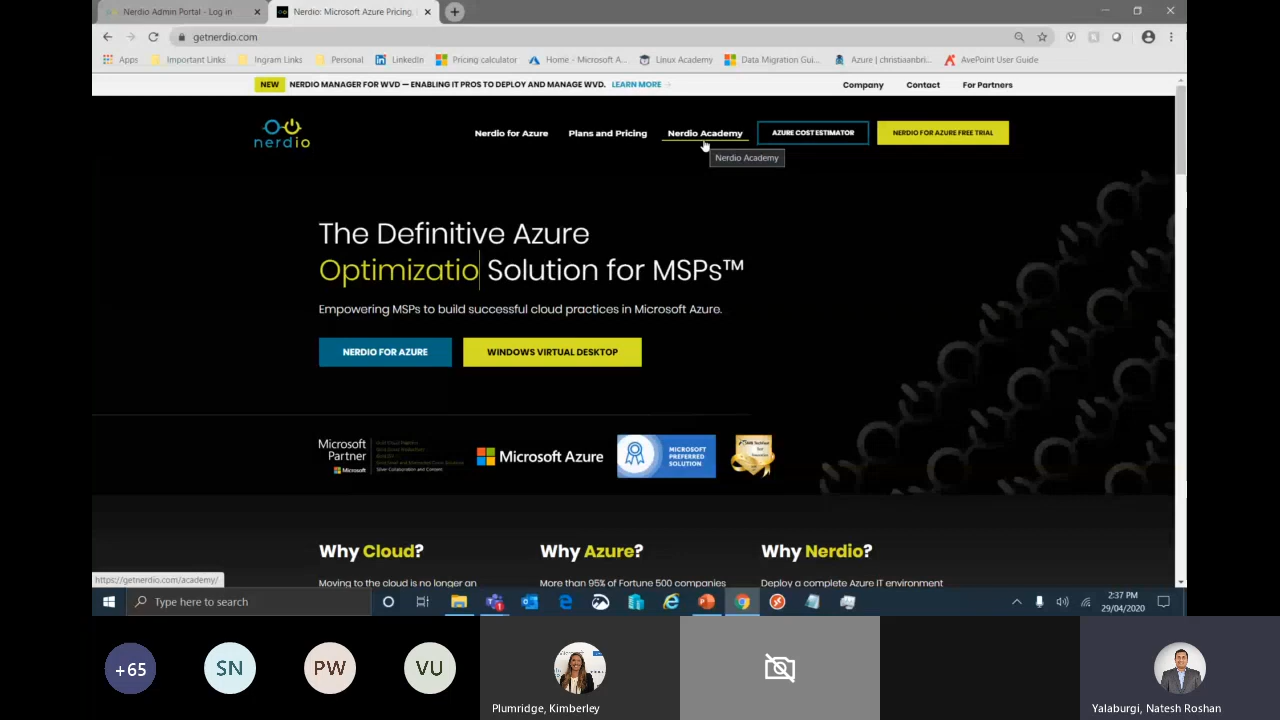 Nerdio Admin Portal - Log in
Nerdio: Microsoft Azure Pricing,
getnerdio.com
Apps
Important Links
Ingram Links
Personal
LinkedIn
Pricing calculator
Home - Microsoft A...
Linux Academy
Data Migration Gui...
Azure | christiaanbri...
AvePoint User Guide
NEW
NERDIO MANAGER FOR WVD — ENABLING IT PROS TO DEPLOY AND MANAGE WVD. LEARN MORE
Company
Contact
For Partners
nerdio
Nerdio for Azure
Plans and Pricing
Nerdio Academy
AZURE COST ESTIMATOR
NERDIO FOR AZURE FREE TRIAL
Nerdio Academy
The Definitive Azure
Optimizatio Solution for MSPs™
Empowering MSPs to build successful cloud practices in Microsoft Azure.
NERDIO FOR AZURE
WINDOWS VIRTUAL DESKTOP
Microsoft
Partner
Microsoft
Silver Collaboration and Content
Microsoft Azure
MICROSOFT
PREFERRED
SOLUTION
Why Cloud?
Why Azure?
Why Nerdio?
Moving to the cloud is no longer an
More than 95% of Fortune 500 companies
Deploy a complete Azure IT environment
https://getnerdio.com/academy/
Type here to search
2:37 PM
29/04/2020
+65
SN
PW
VU
Plumridge, Kimberley
Yalaburgi, Natesh Roshan